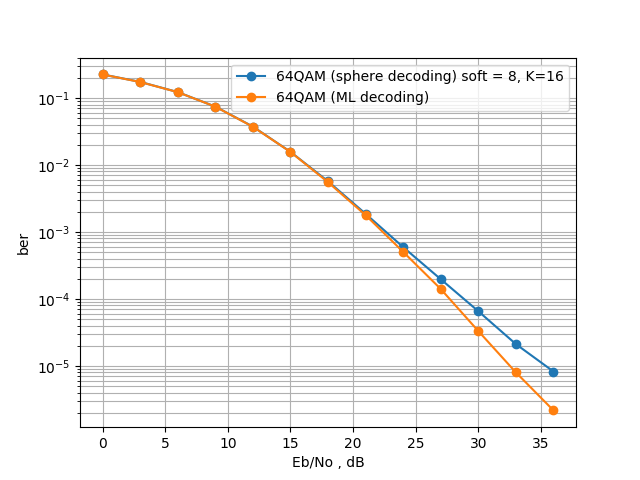 64QAM (sphere decoding) soft = 8, K=16
64QAM (ML decoding)
10⁻¹
10⁻²
10⁻³
10⁻⁴
10⁻⁵
ber
0 5 10 15 20 25 30 35
Eb/No , dB